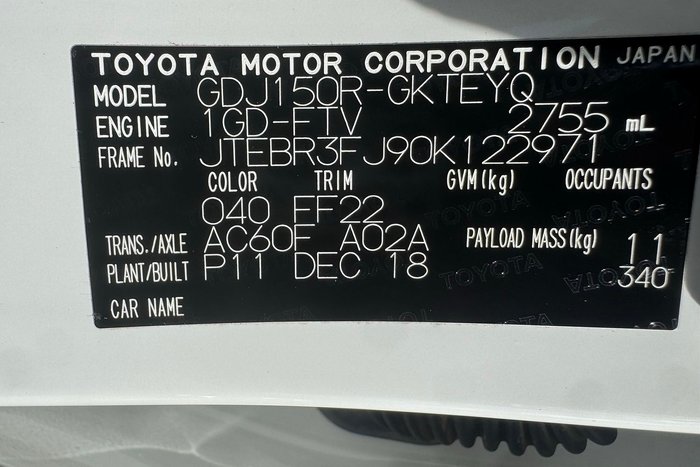 TOYOTA MOTOR CORPORATION JAPAN
MODEL GDJ150R-GKTEYQ
ENGINE 1GD-FTV 2755 mL
FRAME No. JTEBR3FJ90K122971
COLOR TRIM GVM(kg) OCCUPANTS
040 FF22
TRANS./AXLE AC60F A02A PAYLOAD MASS(kg) 11
PLANT/BUILT P11 DEC 18 340
CAR NAME